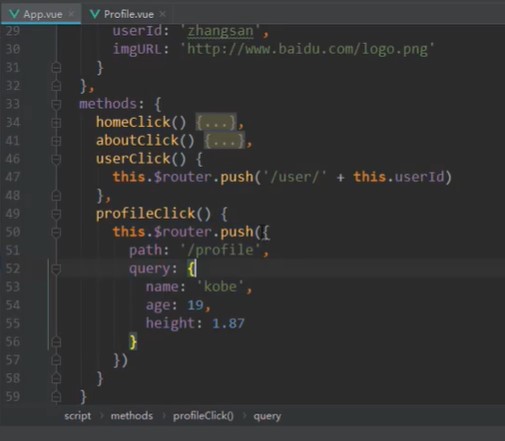 App.vue × Profile.vue ×
29 userId: 'zhangsan',
30 imgURL: 'http://www.baidu.com/logo.png'
31 }
32 },
33 methods: {
34 homeClick() {...},
41 aboutClick() {...},
46 userClick() {
47 this.$router.push('/user/' + this.userId)
48 },
49 profileClick() {
50 this.$router.push({
51 path: '/profile',
52 query: {
53 name: 'kobe',
54 age: 19,
55 height: 1.87
56 }
57 })
58 }
59 }
script › methods › profileClick() › query